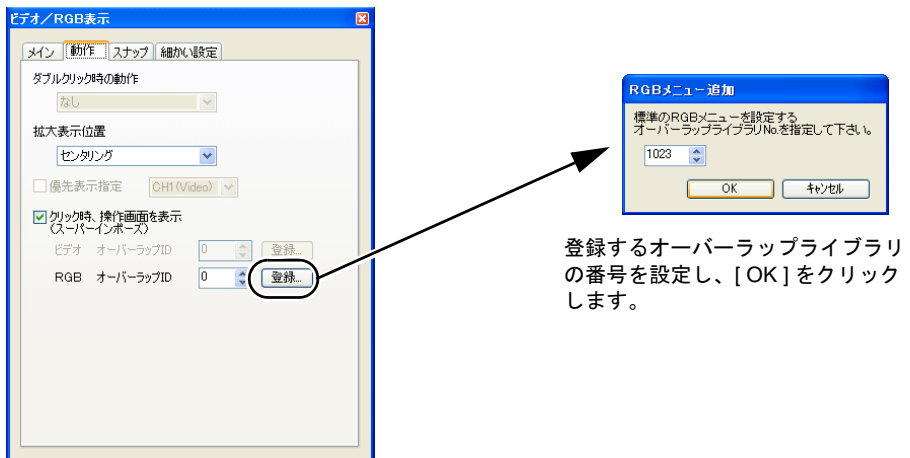 ビデオ／RGB表示
メイン 動作 スナップ 細かい設定
ダブルクリック時の動作
なし
拡大表示位置
センタリング
優先表示指定 CH1(Video)
クリック時、操作画面を表示
(スーパーインポーズ)
ビデオ オーバーラップID 0 登録...
RGB オーバーラップID 0 登録...
RGBメニュー追加
標準のRGBメニューを設定する
オーバーラップライブラリNo.を指定して下さい。
1023
OK キャンセル
登録するオーバーラップライブラリ
の番号を設定し、[ OK ] をクリック
します。